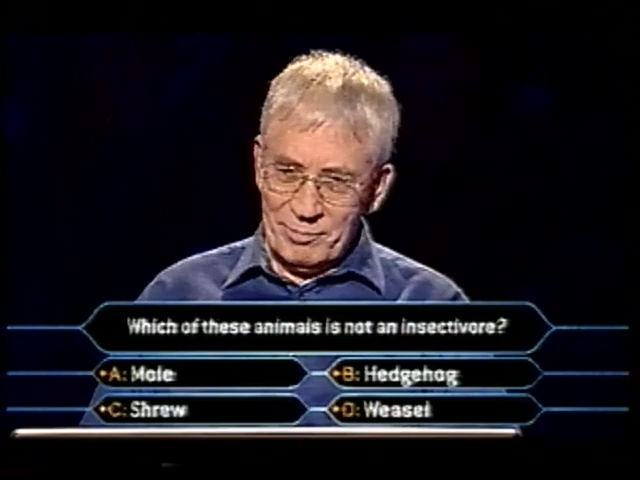 Which of these animals is not an insectivore?
A: Mole
B: Hedgehog
C: Shrew
D: Weasel